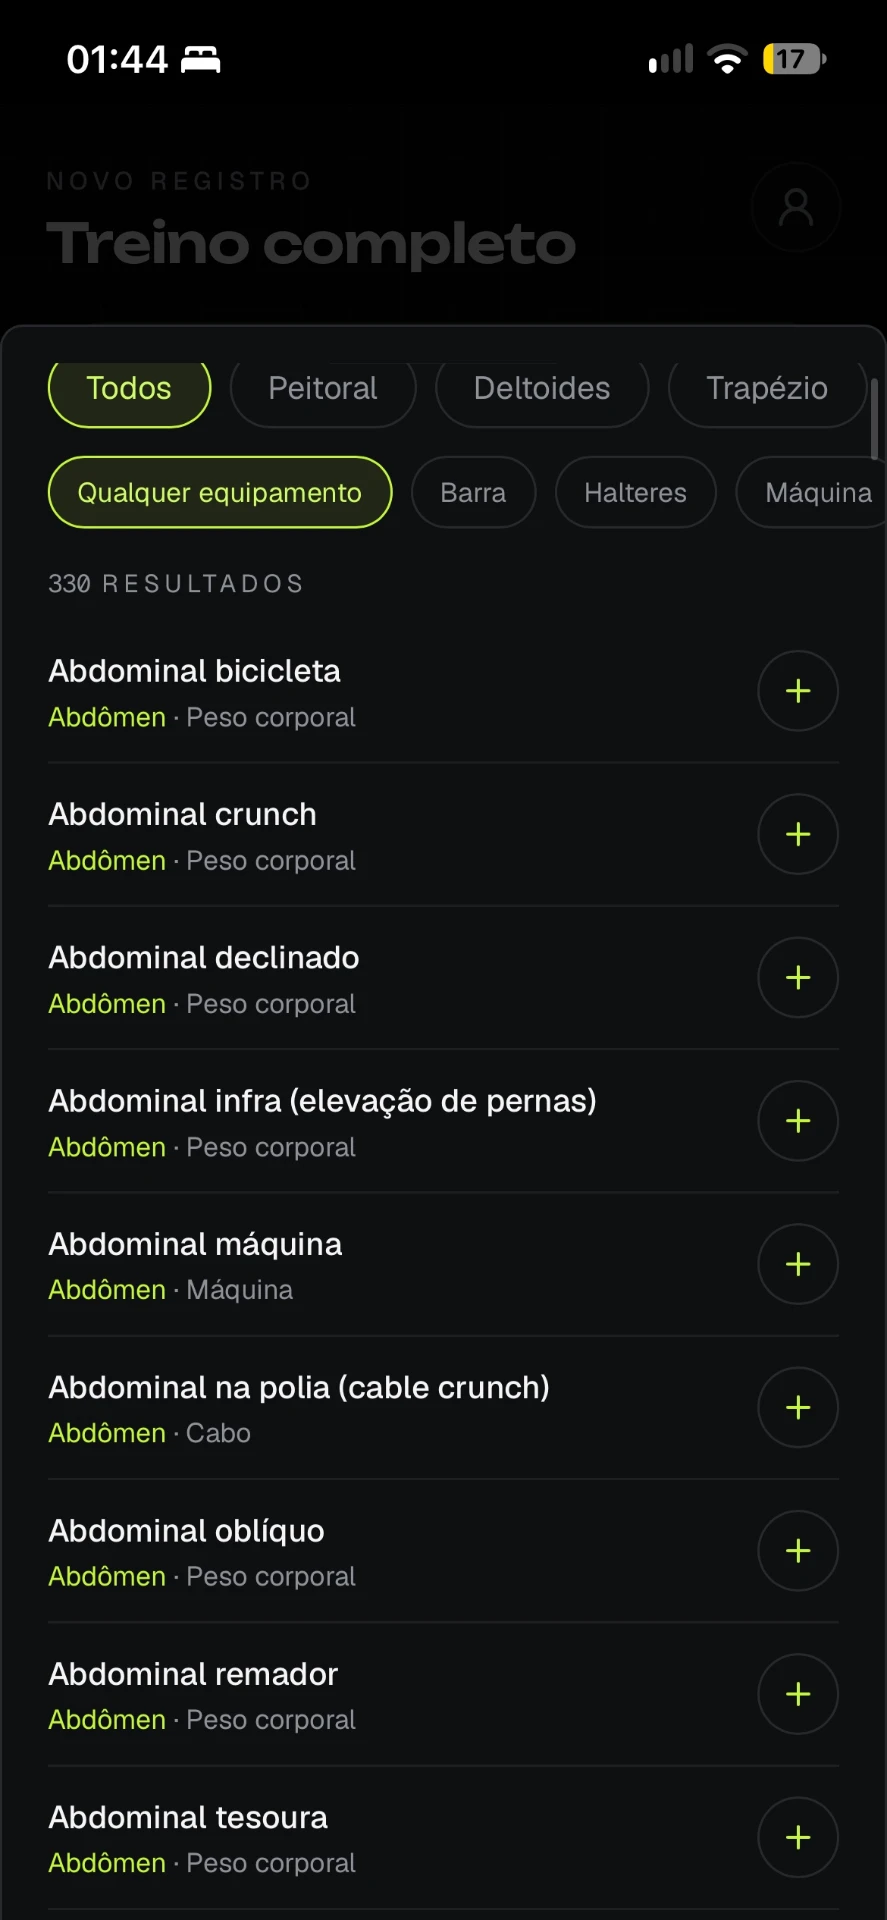 01:44
17
NOVO REGISTRO
Treino completo
Todos Peitoral Deltoides Trapézio
Qualquer equipamento Barra Halteres Máquina
330 RESULTADOS
Abdominal bicicleta
Abdômen · Peso corporal
Abdominal crunch
Abdômen · Peso corporal
Abdominal declinado
Abdômen · Peso corporal
Abdominal infra (elevação de pernas)
Abdômen · Peso corporal
Abdominal máquina
Abdômen · Máquina
Abdominal na polia (cable crunch)
Abdômen · Cabo
Abdominal oblíquo
Abdômen · Peso corporal
Abdominal remador
Abdômen · Peso corporal
Abdominal tesoura
Abdômen · Peso corporal